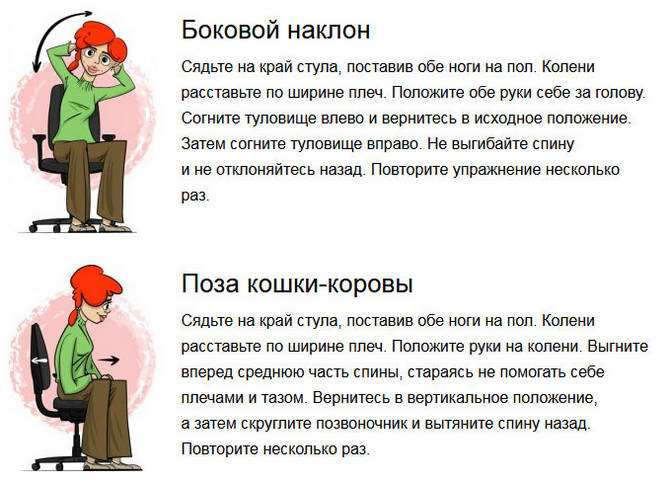 Боковой наклон
Сядьте на край стула, поставив обе ноги на пол. Колени
расставьте по ширине плеч. Положите обе руки себе за голову.
Согните туловище влево и вернитесь в исходное положение.
Затем согните туловище вправо. Не выгибайте спину
и не отклоняйтесь назад. Повторите упражнение несколько
раз.
Поза кошки-коровы
Сядьте на край стула, поставив обе ноги на пол. Колени
расставьте по ширине плеч. Положите руки на колени. Выгните
вперед среднюю часть спины, стараясь не помогать себе
плечами и тазом. Вернитесь в вертикальное положение,
а затем скруглите позвоночник и вытяните спину назад.
Повторите несколько раз.